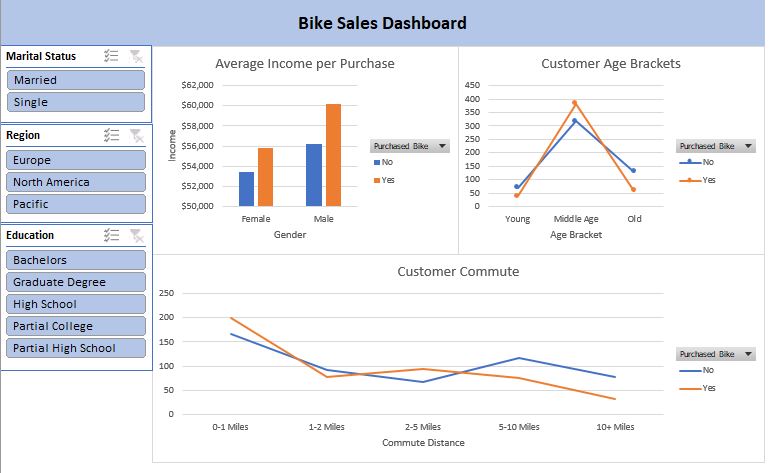 Bike Sales Dashboard
Marital Status
Married
Single
Region
Europe
North America
Pacific
Education
Bachelors
Graduate Degree
High School
Partial College
Partial High School
Average Income per Purchase
$62,000
$60,000
$58,000
$56,000
$54,000
$52,000
$50,000
Income
Female Male
Gender
Purchased Bike
No
Yes
Customer Age Brackets
450
400
350
300
250
200
150
100
50
0
Young Middle Age Old
Age Bracket
Purchased Bike
No
Yes
Customer Commute
250
200
150
100
50
0
0-1 Miles 1-2 Miles 2-5 Miles 5-10 Miles 10+ Miles
Commute Distance
Purchased Bike
No
Yes